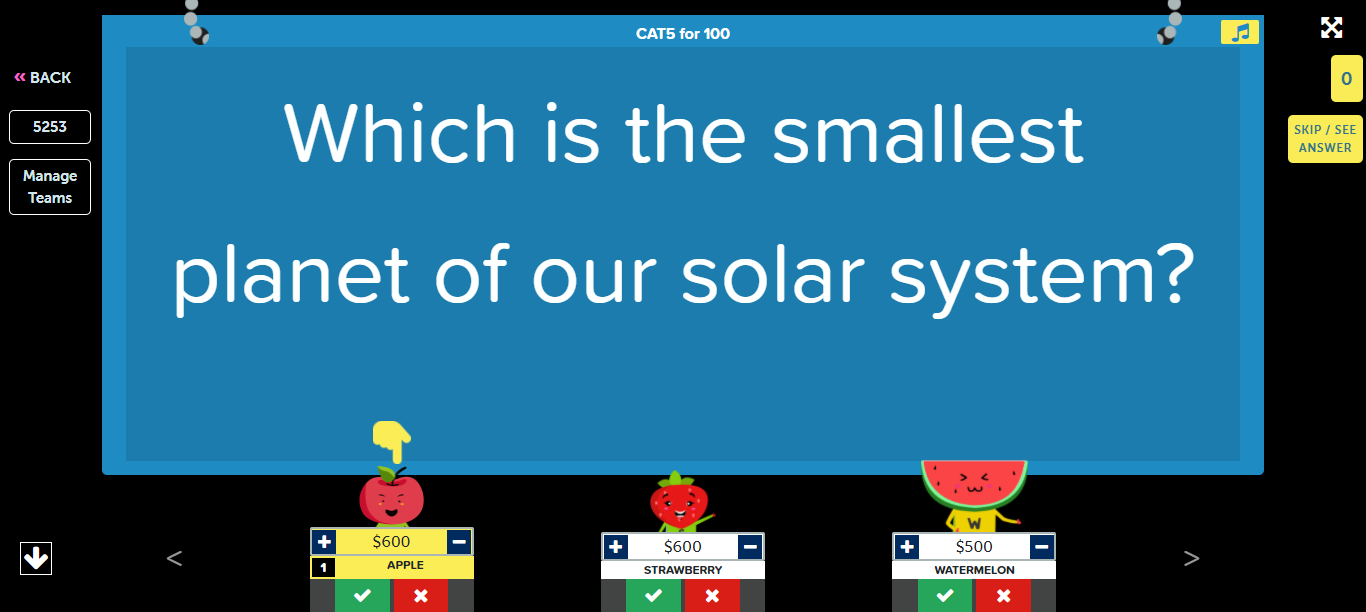 CAT5 for 100
« BACK
0
5253
SKIP / SEE
ANSWER
Manage
Teams
Which is the smallest
planet of our solar system?
$600
1
APPLE
$600
STRAWBERRY
W
$500
WATERMELON